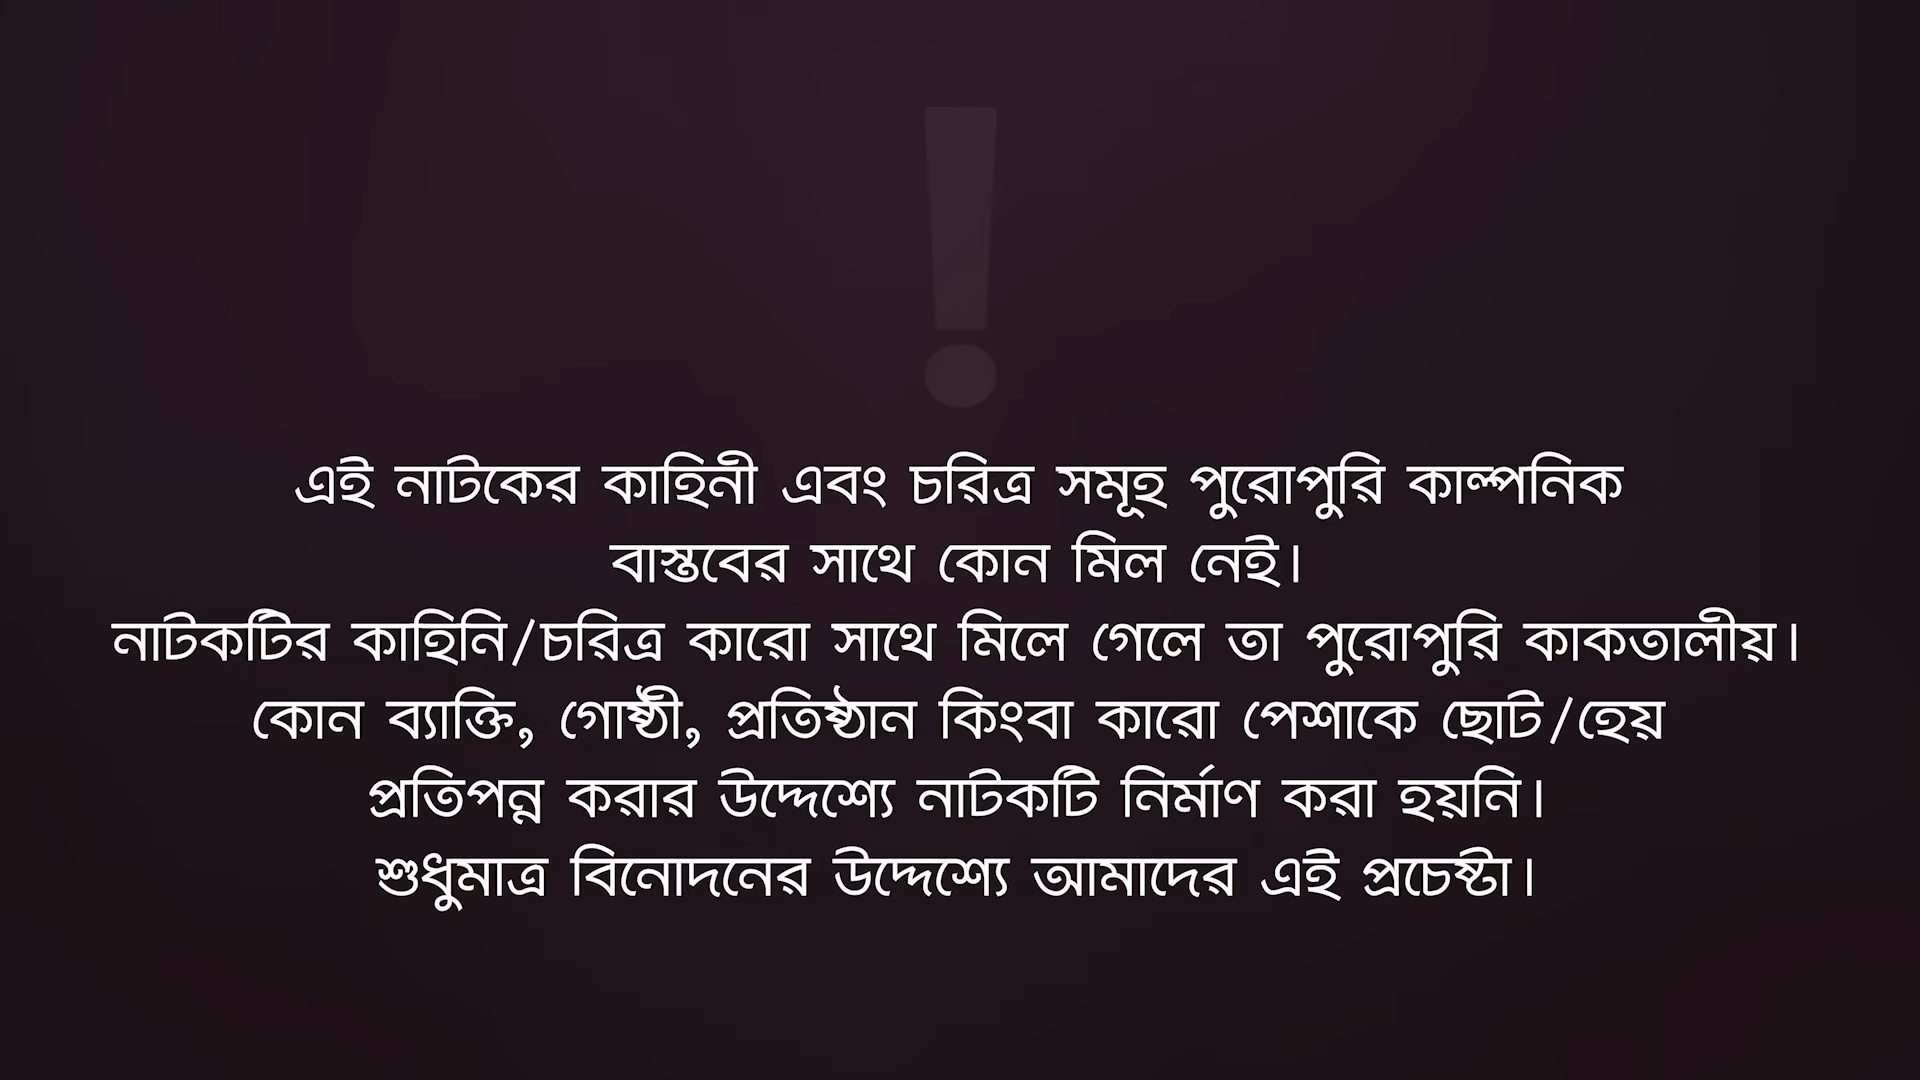 এই নাটকের কাহিনী এবং চরিত্র সমূহ পুরোপুরি কাল্পনিক
বাস্তবের সাথে কোন মিল নেই।
নাটকটির কাহিনি/চরিত্র কারো সাথে মিলে গেলে তা পুরোপুরি কাকতালীয়।
কোন ব্যাক্তি, গোষ্ঠী, প্রতিষ্ঠান কিংবা কারো পেশাকে ছোট/হেয়
প্রতিপন্ন করার উদ্দেশ্যে নাটকটি নির্মাণ করা হয়নি।
শুধুমাত্র বিনোদনের উদ্দেশ্যে আমাদের এই প্রচেষ্টা।